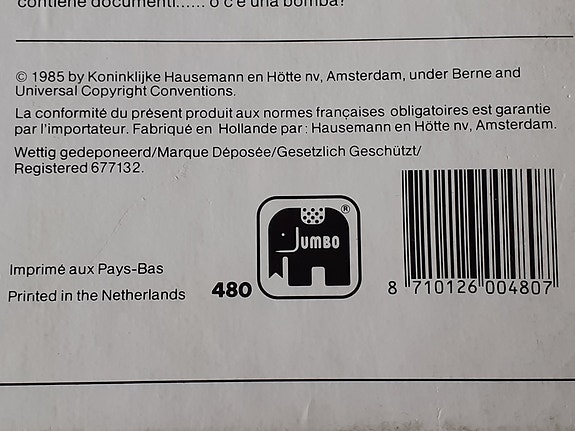 contiene documenti...... o c'è una bomba?
© 1985 by Koninklijke Hausemann en Hötte nv, Amsterdam, under Berne and
Universal Copyright Conventions.
La conformité du présent produit aux normes françaises obligatoires est garantie
par l'importateur. Fabriqué en Hollande par: Hausemann en Hötte nv, Amsterdam.
Wettig gedeponeerd/Marque Déposée/Gesetzlich Geschützt/
Registered 677132.
®
JUMBO
Imprimé aux Pays-Bas
Printed in the Netherlands
480
8 710126 004807